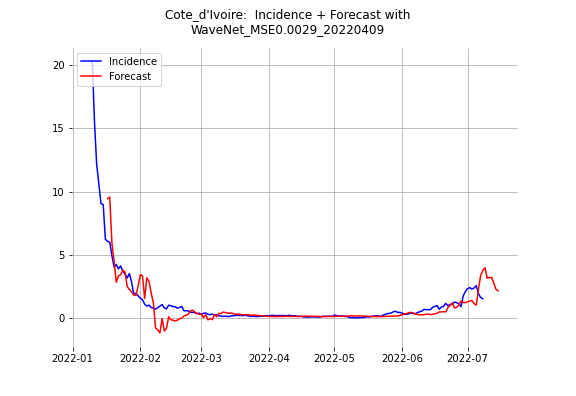 Cote_d'Ivoire:  Incidence + Forecast with
WaveNet_MSE0.0029_20220409
Incidence
Forecast
20
15
10
5
0
2022-01 2022-02 2022-03 2022-04 2022-05 2022-06 2022-07